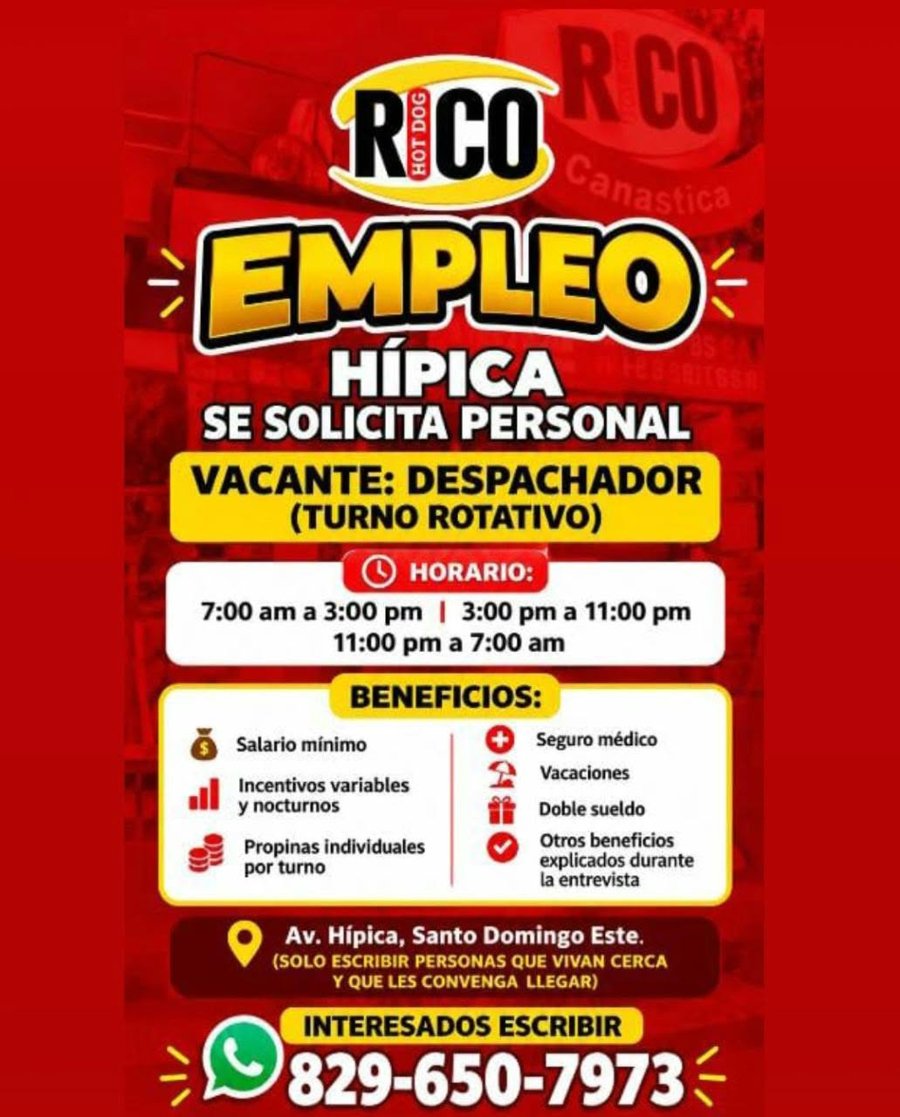 RICO
HOT DOG
RICO
Canastica
EMPLEO
HÍPICA
SE SOLICITA PERSONAL
VACANTE: DESPACHADOR
(TURNO ROTATIVO)
HORARIO:
7:00 am a 3:00 pm | 3:00 pm a 11:00 pm
11:00 pm a 7:00 am
BENEFICIOS:
Salario mínimo
Incentivos variables
y nocturnos
Propinas individuales
por turno
Seguro médico
Vacaciones
Doble sueldo
Otros beneficios
explicados durante
la entrevista
Av. Hípica, Santo Domingo Este.
(SOLO ESCRIBIR PERSONAS QUE VIVAN CERCA
Y QUE LES CONVENGA LLEGAR)
INTERESADOS ESCRIBIR
829-650-7973